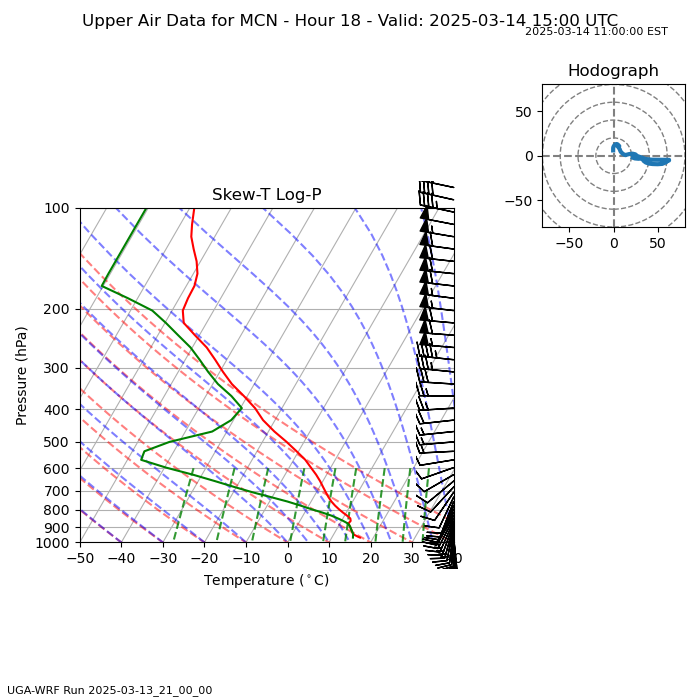 Upper Air Data for MCN - Hour 18 - Valid: 2025-03-14 15:00 UTC
2025-03-14 11:00:00 EST
Hodograph
50
0
−50
−50 0 50
Skew-T Log-P
100
200
300
400
500
600
700
800
900
1000
Pressure (hPa)
−50 −40 −30 −20 −10 0 10 20 30
Temperature (°C)
UGA-WRF Run 2025-03-13_21_00_00